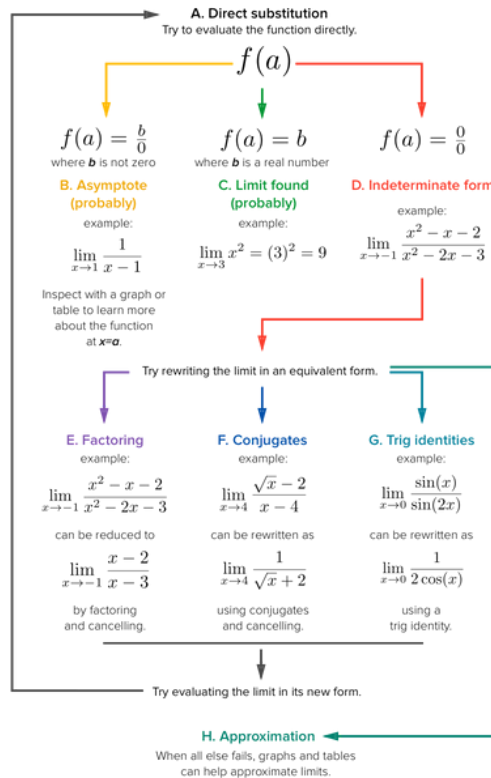 A. Direct substitution
Try to evaluate the function directly.
f(a)
f(a) = b/0
where b is not zero
B. Asymptote
(probably)
example:
lim x→1 1/(x − 1)
Inspect with a graph or
table to learn more
about the function
at x=a.
f(a) = b
where b is a real number
C. Limit found
(probably)
example:
lim x→3 x² = (3)² = 9
f(a) = 0/0
D. Indeterminate form
example:
lim x→−1 (x² − x − 2)/(x² − 2x − 3)
Try rewriting the limit in an equivalent form.
E. Factoring
example:
lim x→−1 (x² − x − 2)/(x² − 2x − 3)
can be reduced to
lim x→−1 (x − 2)/(x − 3)
by factoring
and cancelling.
F. Conjugates
example:
lim x→4 (√x − 2)/(x − 4)
can be rewritten as
lim x→4 1/(√x + 2)
using conjugates
and cancelling.
G. Trig identities
example:
lim x→0 sin(x)/sin(2x)
can be rewritten as
lim x→0 1/(2 cos(x))
using a
trig identity.
Try evaluating the limit in its new form.
H. Approximation
When all else fails, graphs and tables
can help approximate limits.